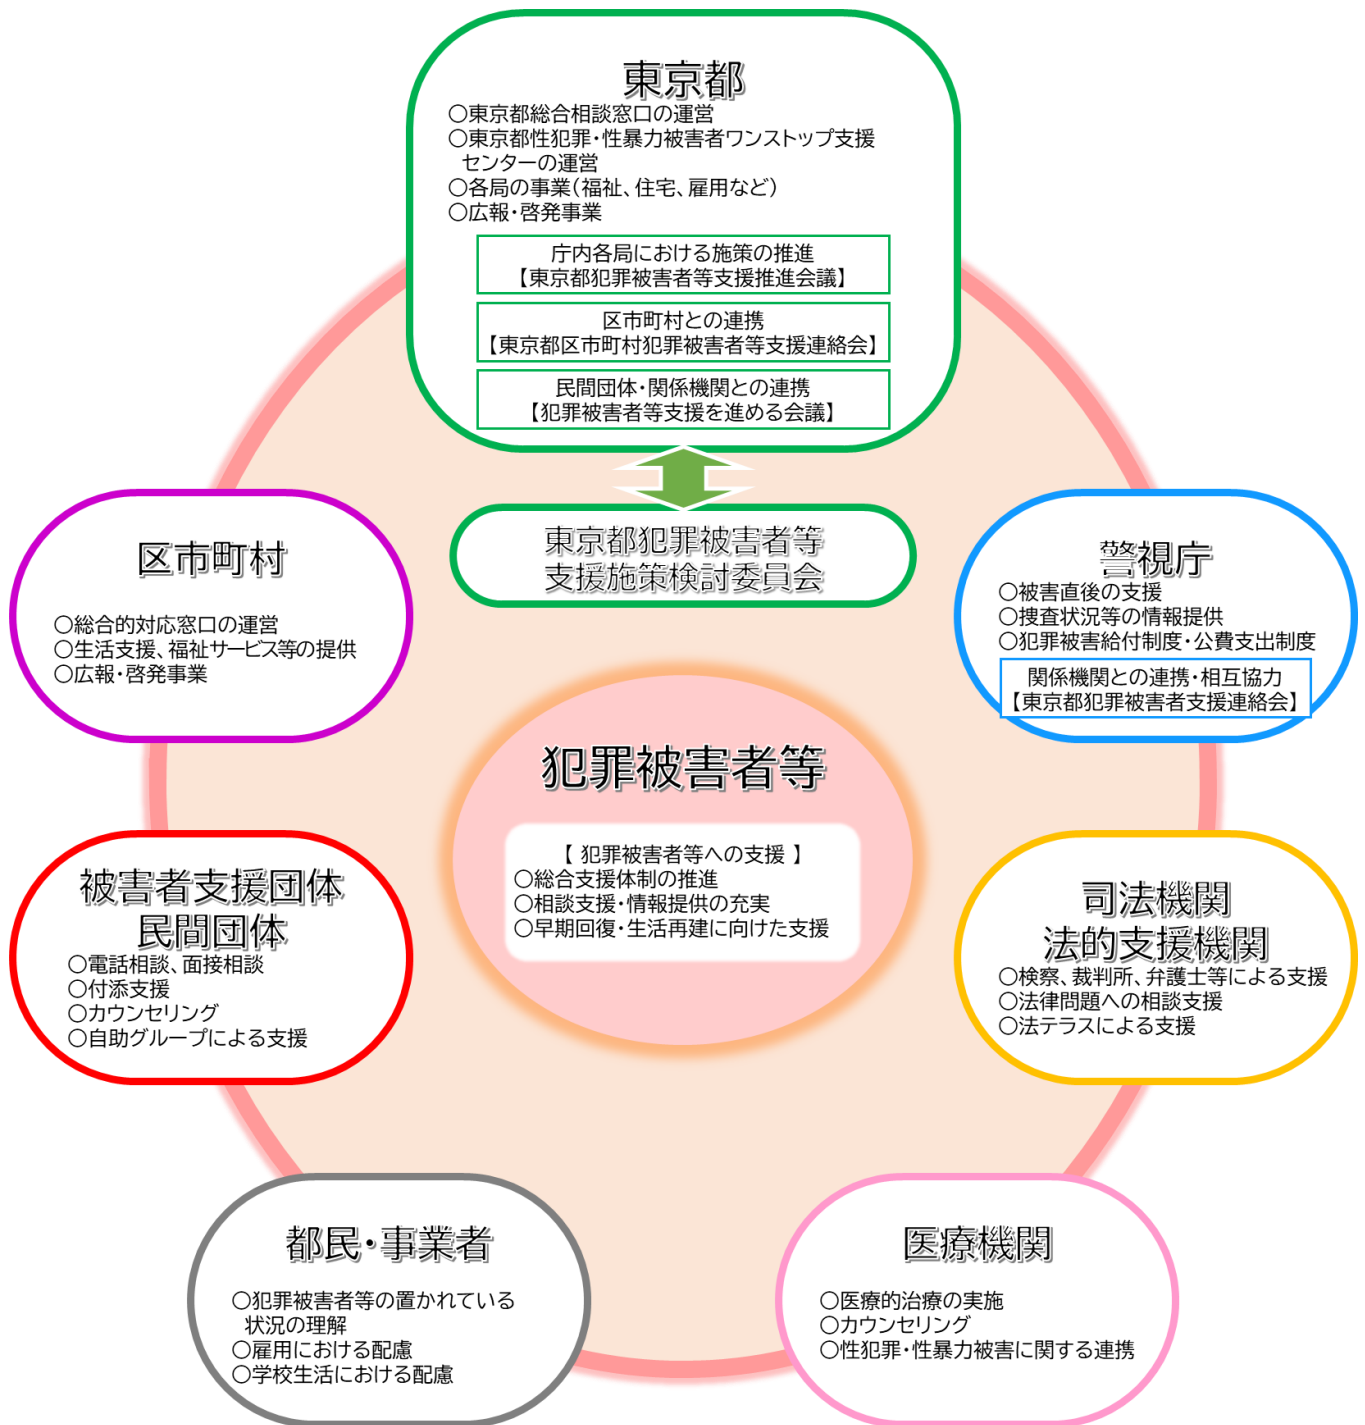 東京都
○東京都総合相談窓口の運営
○東京都性犯罪・性暴力被害者ワンストップ支援
センターの運営
○各局の事業（福祉、住宅、雇用など）
○広報・啓発事業
庁内各局における施策の推進
【東京都犯罪被害者等支援推進会議】
区市町村との連携
【東京都区市町村犯罪被害者等支援連絡会】
民間団体・関係機関との連携
【犯罪被害者等支援を進める会議】
東京都犯罪被害者等
支援施策検討委員会
区市町村
○総合的対応窓口の運営
○生活支援、福祉サービス等の提供
○広報・啓発事業
警視庁
○被害直後の支援
○捜査状況等の情報提供
○犯罪被害給付制度・公費支出制度
関係機関との連携・相互協力
【東京都犯罪被害者支援連絡会】
犯罪被害者等
【 犯罪被害者等への支援 】
○総合支援体制の推進
○相談支援・情報提供の充実
○早期回復・生活再建に向けた支援
被害者支援団体
民間団体
○電話相談、面接相談
○付添支援
○カウンセリング
○自助グループによる支援
司法機関
法的支援機関
○検察、裁判所、弁護士等による支援
○法律問題への相談支援
○法テラスによる支援
都民・事業者
○犯罪被害者等の置かれている
状況の理解
○雇用における配慮
○学校生活における配慮
医療機関
○医療的治療の実施
○カウンセリング
○性犯罪・性暴力被害に関する連携